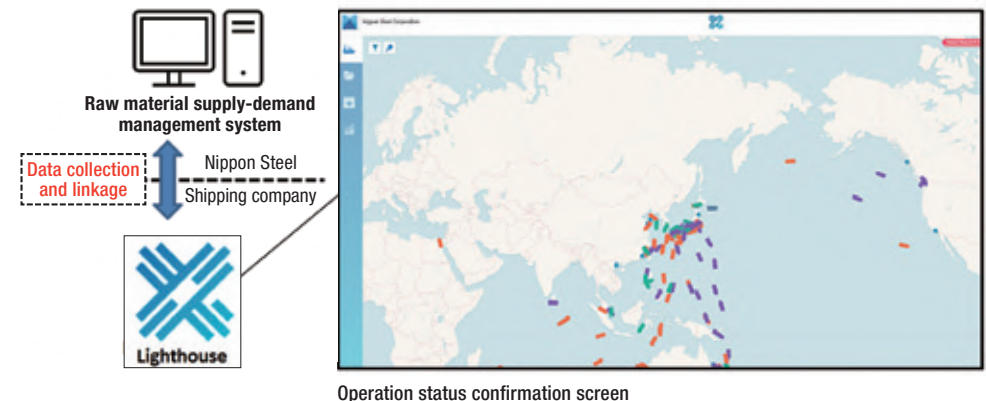 Raw material supply-demand
management system
Data collection
and linkage
Nippon Steel
Shipping company
Lighthouse
Nippon Steel Corporation
Operation status confirmation screen